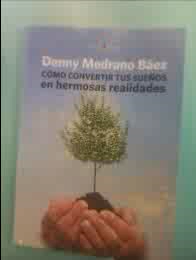 Denny Medrano Báez
CÓMO CONVERTIR TUS SUEÑOS
en hermosas realidades